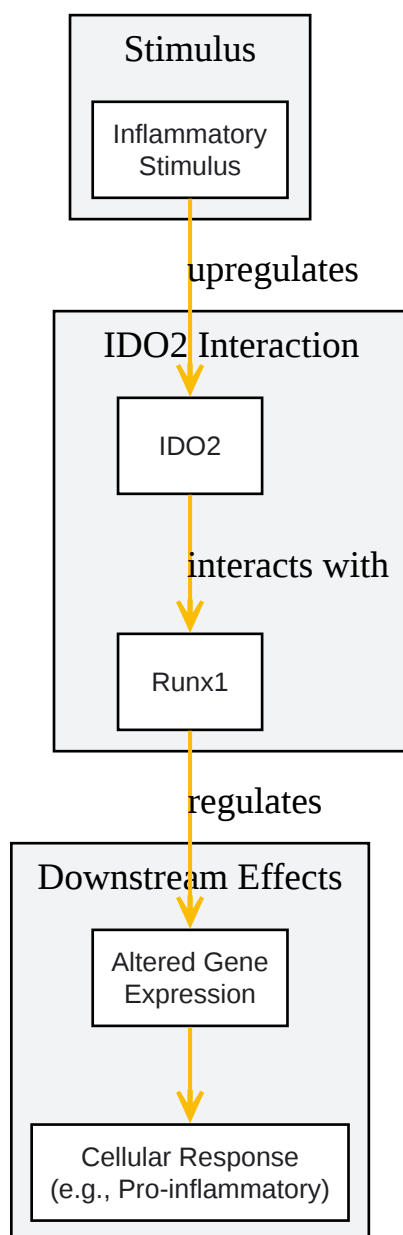 Stimulus
Inflammatory
Stimulus
upregulates
IDO2 Interaction
IDO2
interacts with
Runx1
regulates
Downstream Effects
Altered Gene
Expression
Cellular Response
(e.g., Pro-inflammatory)